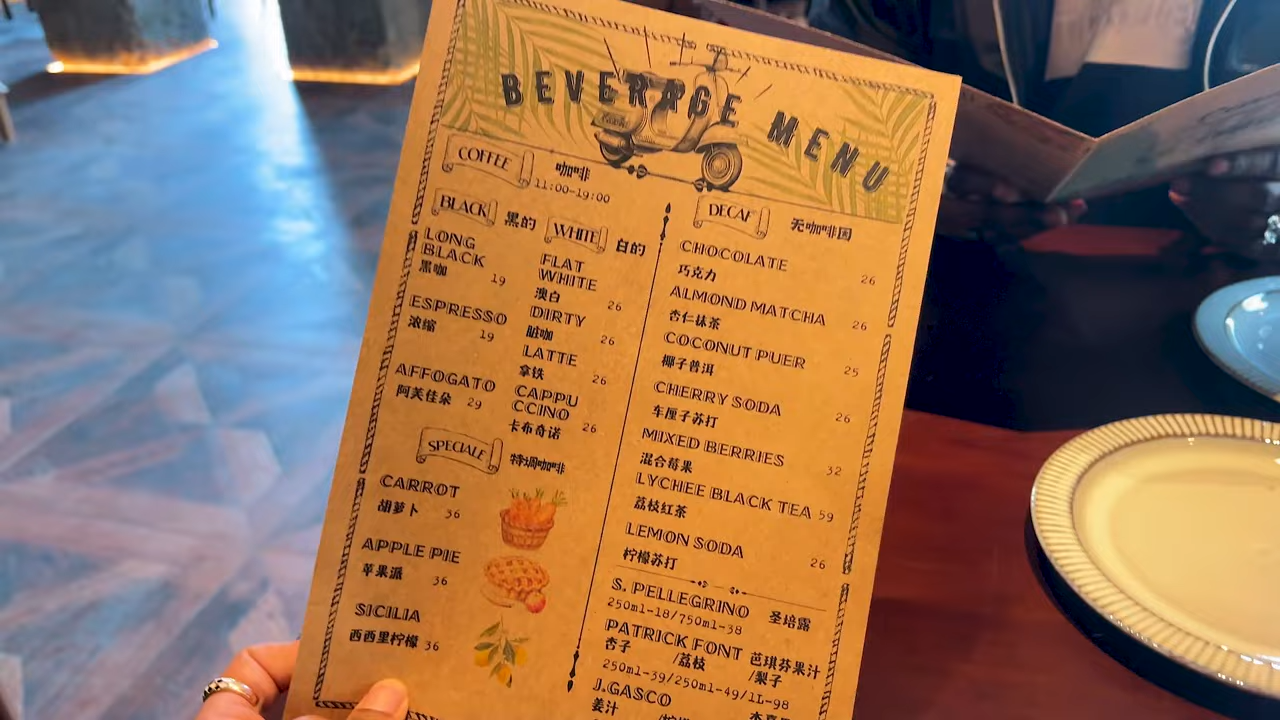 BEVERAGE MENU
COFFEE 咖啡
11:00-19:00
BLACK 黑的
LONG
BLACK
黑咖 19
ESPRESSO
浓缩 19
AFFOGATO
阿芙佳朵 29
WHITE 白的
FLAT
WHITE
澳白 26
DIRTY
脏咖 26
LATTE
拿铁 26
CAPPU
CCINO
卡布奇诺 26
SPECIALE 特调咖啡
CARROT
胡萝卜 36
APPLE PIE
苹果派 36
SICILIA
西西里柠檬 36
DECAF 无咖啡因
CHOCOLATE
巧克力 26
ALMOND MATCHA
杏仁抹茶 26
COCONUT PUER
椰子普洱 25
CHERRY SODA
车厘子苏打 26
MIXED BERRIES
混合莓果 32
LYCHEE BLACK TEA 59
荔枝红茶
LEMON SODA
柠檬苏打 26
S. PELLEGRINO 圣培露
250ml-18/750ml-38
PATRICK FONT 芭琪芬果汁
杏子 /荔枝 /梨子
250ml-39/250ml-49/1L-98
J.GASCO
姜汁